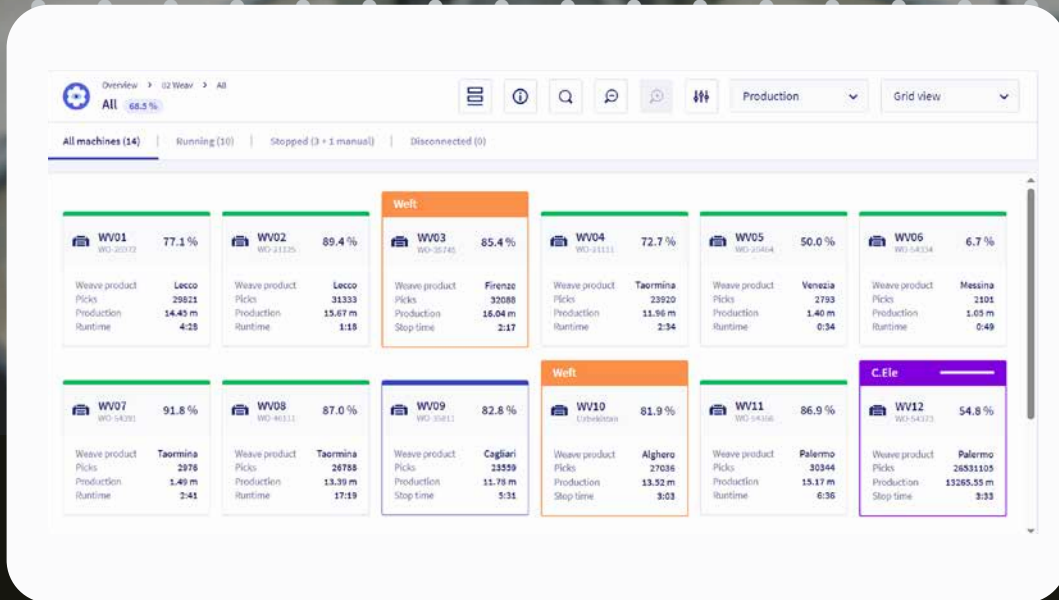 Overview > 02 Weav > All
All 68.5 %
Production
Grid view
All machines (14) | Running (10) | Stopped (3 + 1 manual) | Disconnected (0)
Weft
WV01 77.1 %
Weave product Lecco
Picks 29821
Production 14.45 m
Runtime 4:28
WV02 89.4 %
Weave product Lecco
Picks 31333
Production 15.67 m
Runtime 1:18
WV03 85.4 %
WO-35745
Weave product Firenze
Picks 32088
Production 16.04 m
Stop time 2:17
WV04 72.7 %
Weave product Taormina
Picks 23920
Production 11.96 m
Runtime 2:34
WV05 50.0 %
Weave product Venezia
Picks 2793
Production 1.40 m
Runtime 0:34
WV06 6.7 %
WO-54334
Weave product Messina
Picks 2101
Production 1.05 m
Runtime 0:49
WV07 91.8 %
Weave product Taormina
Picks 2976
Production 1.49 m
Runtime 2:41
WV08 87.0 %
Weave product Taormina
Picks 26788
Production 13.39 m
Runtime 17:19
WV09 82.8 %
Weave product Cagliari
Picks 23559
Production 11.78 m
Stop time 5:31
Weft
WV10 81.9 %
Uzbekistan
Weave product Alghero
Picks 27036
Production 13.52 m
Stop time 3:03
WV11 86.9 %
Weave product Palermo
Picks 30344
Production 15.17 m
Runtime 6:36
C.Ele
WV12 54.8 %
WO-54373
Weave product Palermo
Picks 26531105
Production 13265.55 m
Stop time 3:33